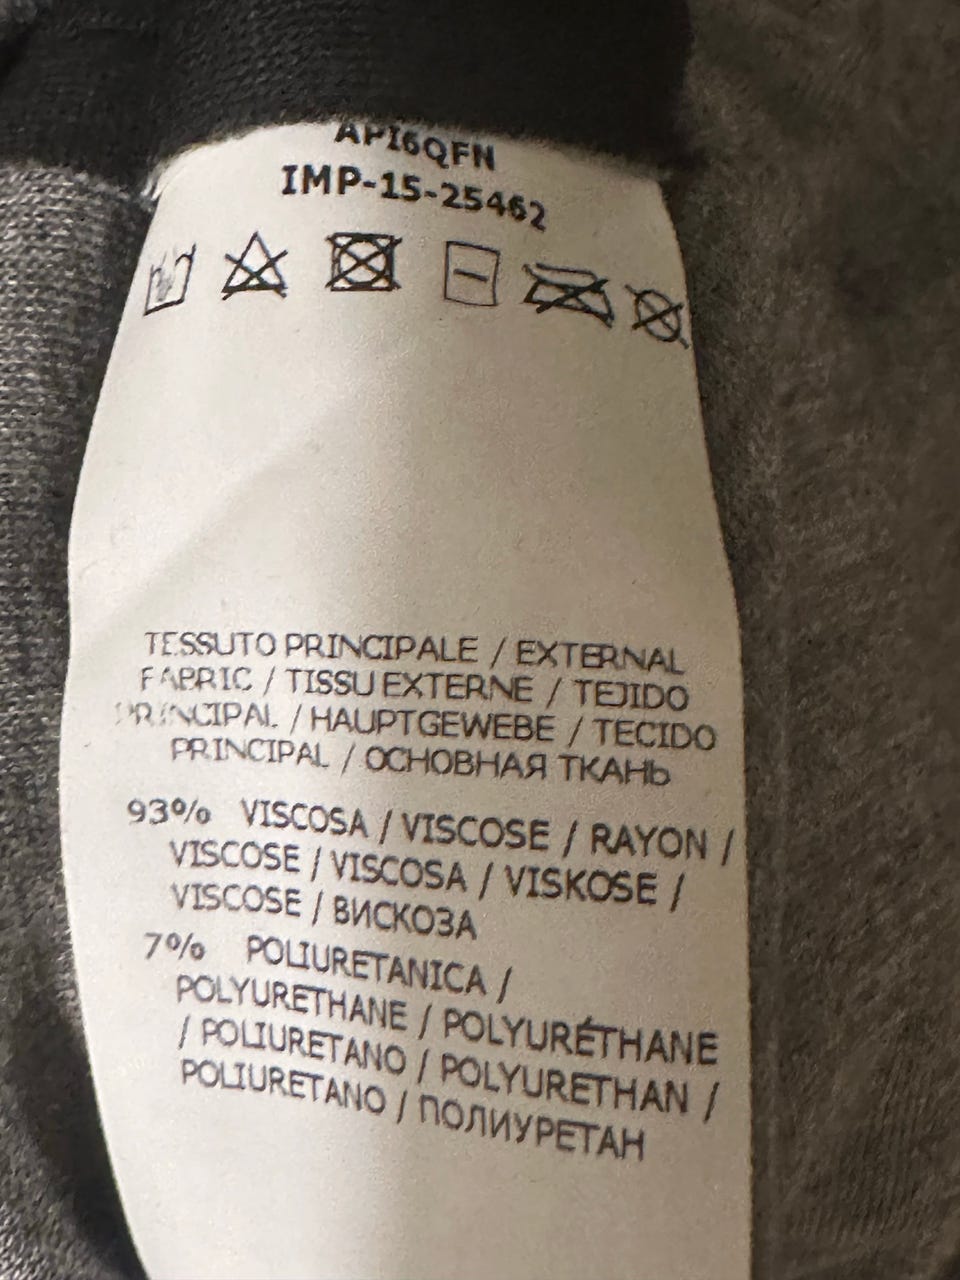 API6QFN
IMP-15-25462
TESSUTO PRINCIPALE / EXTERNAL
FABRIC / TISSU EXTERNE / TEJIDO
PRINCIPAL / HAUPTGEWEBE / TECIDO
PRINCIPAL / ОСНОВНАЯ ТКАНЬ
93% VISCOSA / VISCOSE / RAYON /
VISCOSE / VISCOSA / VISKOSE /
VISCOSE / ВИСКОЗА
7% POLIURETANICA /
POLYURETHANE / POLYURÉTHANE
/ POLIURETANO / POLYURETHAN /
POLIURETANO / ПОЛИУРЕТАН